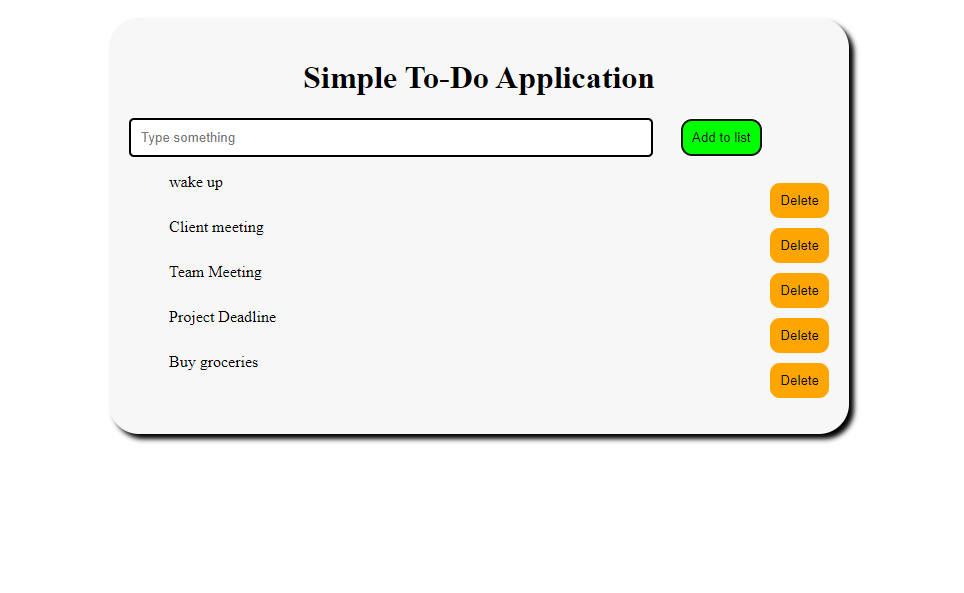 Simple To-Do Application
Type something
Add to list
wake up
Delete
Client meeting
Delete
Team Meeting
Delete
Project Deadline
Delete
Buy groceries
Delete